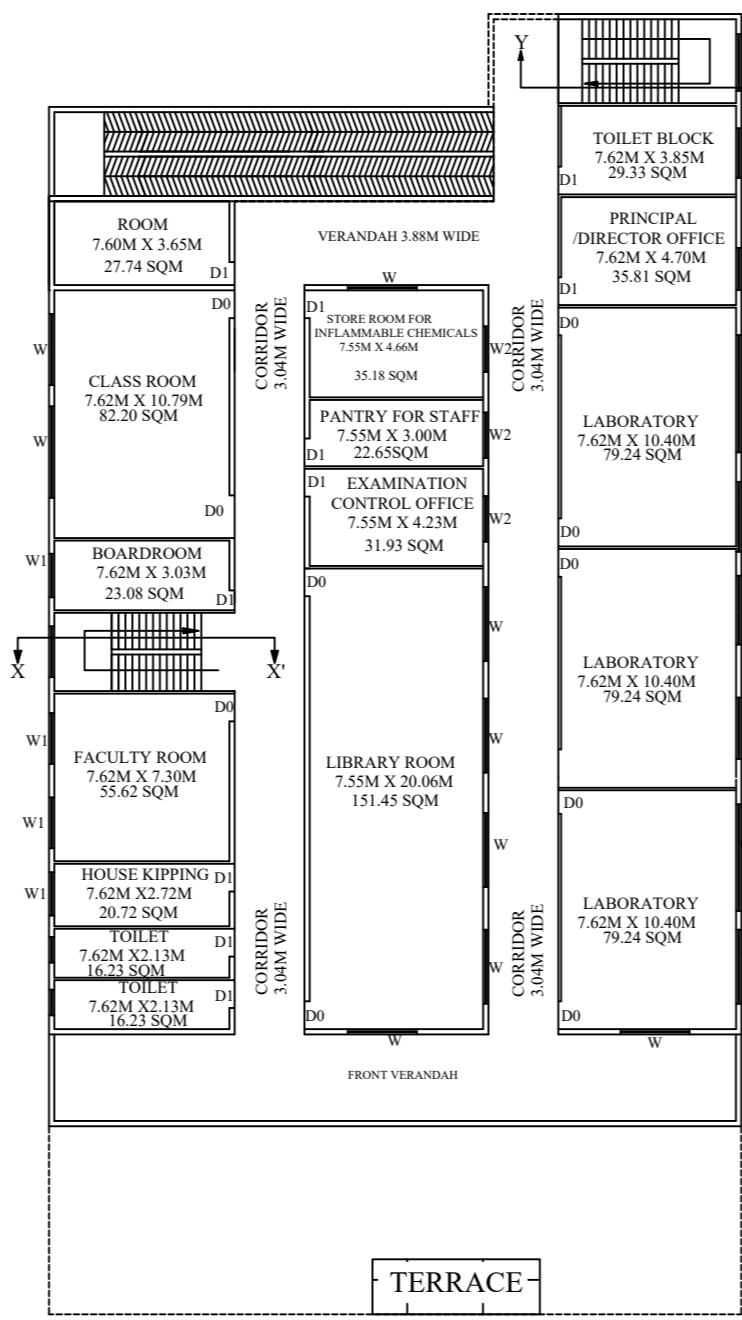 Y
TOILET BLOCK
7.62M X 3.85M
29.33 SQM
D1
PRINCIPAL
/DIRECTOR OFFICE
7.62M X 4.70M
35.81 SQM
D1
ROOM
7.60M X 3.65M
27.74 SQM
D1
VERANDAH 3.88M WIDE
W
D0
CLASS ROOM
7.62M X 10.79M
82.20 SQM
D0
W
W
CORRIDOR
3.04M WIDE
D1
STORE ROOM FOR
INFLAMMABLE CHEMICALS
7.55M X 4.66M
35.18 SQM
W2
CORRIDOR
3.04M WIDE
D0
LABORATORY
7.62M X 10.40M
79.24 SQM
D0
PANTRY FOR STAFF
7.55M X 3.00M
22.65SQM
D1
W2
D1
EXAMINATION
CONTROL OFFICE
7.55M X 4.23M
31.93 SQM
W2
W1
BOARDROOM
7.62M X 3.03M
23.08 SQM
D1
X
X'
D0
LABORATORY
7.62M X 10.40M
79.24 SQM
D0
W
LIBRARY ROOM
7.55M X 20.06M
151.45 SQM
W
W
W
D0
W
D0
FACULTY ROOM
7.62M X 7.30M
55.62 SQM
W1
W1
HOUSE KIPPING
7.62M X2.72M
20.72 SQM
D1
W1
TOILET
7.62M X2.13M
16.23 SQM
D1
TOILET
7.62M X2.13M
16.23 SQM
D1
CORRIDOR
3.04M WIDE
CORRIDOR
3.04M WIDE
D0
LABORATORY
7.62M X 10.40M
79.24 SQM
D0
W
FRONT VERANDAH
TERRACE